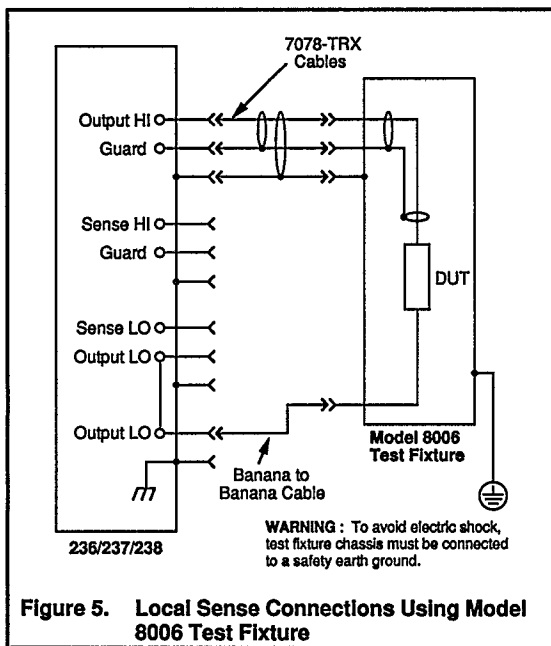 7078-TRX
Cables
Output HI
Guard
Sense HI
Guard
DUT
Sense LO
Output LO
Output LO
Model 8006
Test Fixture
Banana to
Banana Cable
236/237/238
WARNING : To avoid electric shock,
test fixture chassis must be connected
to a safety earth ground.
Figure 5. Local Sense Connections Using Model
8006 Test Fixture